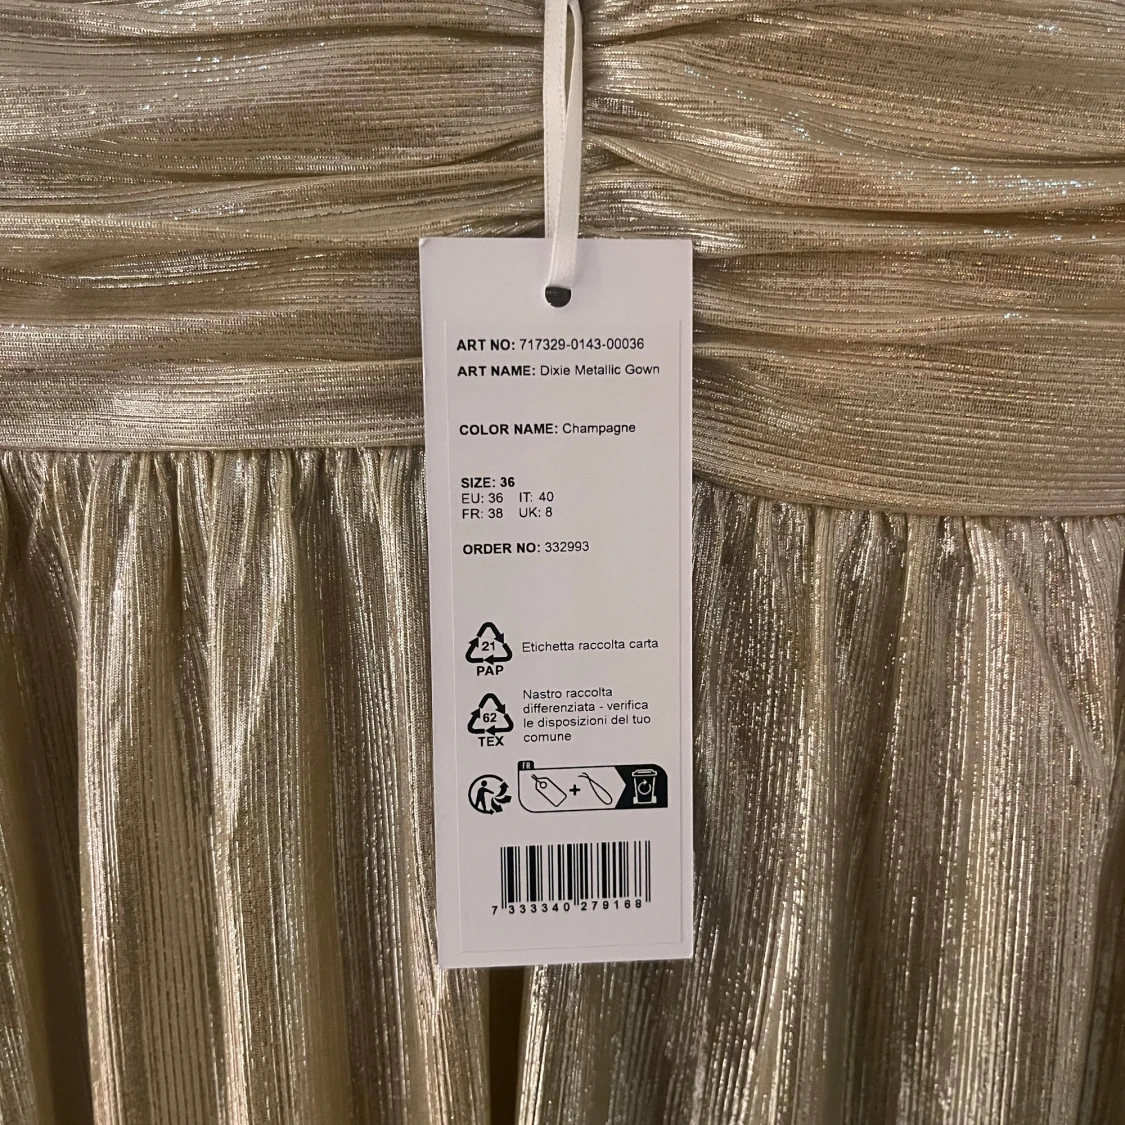 ART NO: 717329-0143-00036
ART NAME: Dixie Metallic Gown
COLOR NAME: Champagne
SIZE: 36
EU: 36 IT: 40
FR: 38 UK: 8
ORDER NO: 332993
21
PAP
Etichetta raccolta carta
62
TEX
Nastro raccolta
differenziata - verifica
le disposizioni del tuo
comune
FR
7 333340 279168